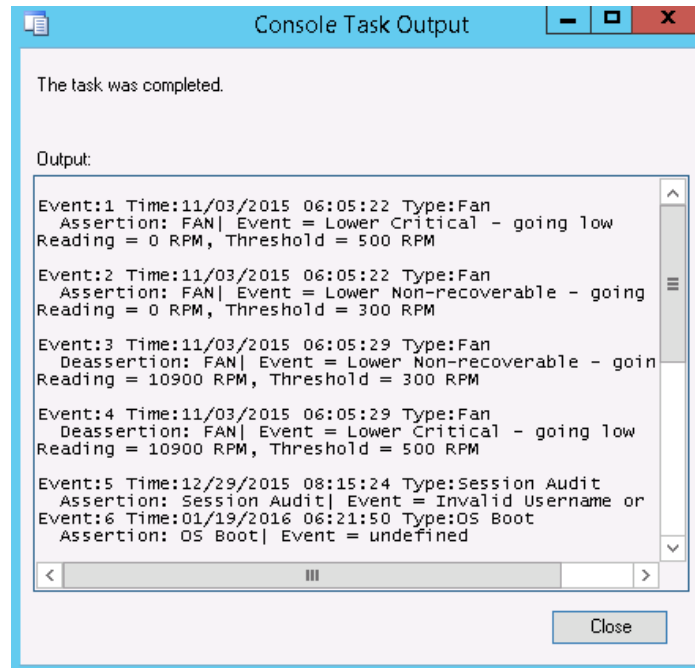 Console Task Output
The task was completed.
Output:
Event:1 Time:11/03/2015 06:05:22 Type:Fan
Assertion: FAN| Event = Lower Critical - going low
Reading = 0 RPM, Threshold = 500 RPM
Event:2 Time:11/03/2015 06:05:22 Type:Fan
Assertion: FAN| Event = Lower Non-recoverable - going
Reading = 0 RPM, Threshold = 300 RPM
Event:3 Time:11/03/2015 06:05:29 Type:Fan
Deassertion: FAN| Event = Lower Non-recoverable - goin
Reading = 10900 RPM, Threshold = 300 RPM
Event:4 Time:11/03/2015 06:05:29 Type:Fan
Deassertion: FAN| Event = Lower Critical - going low
Reading = 10900 RPM, Threshold = 500 RPM
Event:5 Time:12/29/2015 08:15:24 Type:Session Audit
Assertion: Session Audit| Event = Invalid Username or
Event:6 Time:01/19/2016 06:21:50 Type:OS Boot
Assertion: OS Boot| Event = undefined
Close